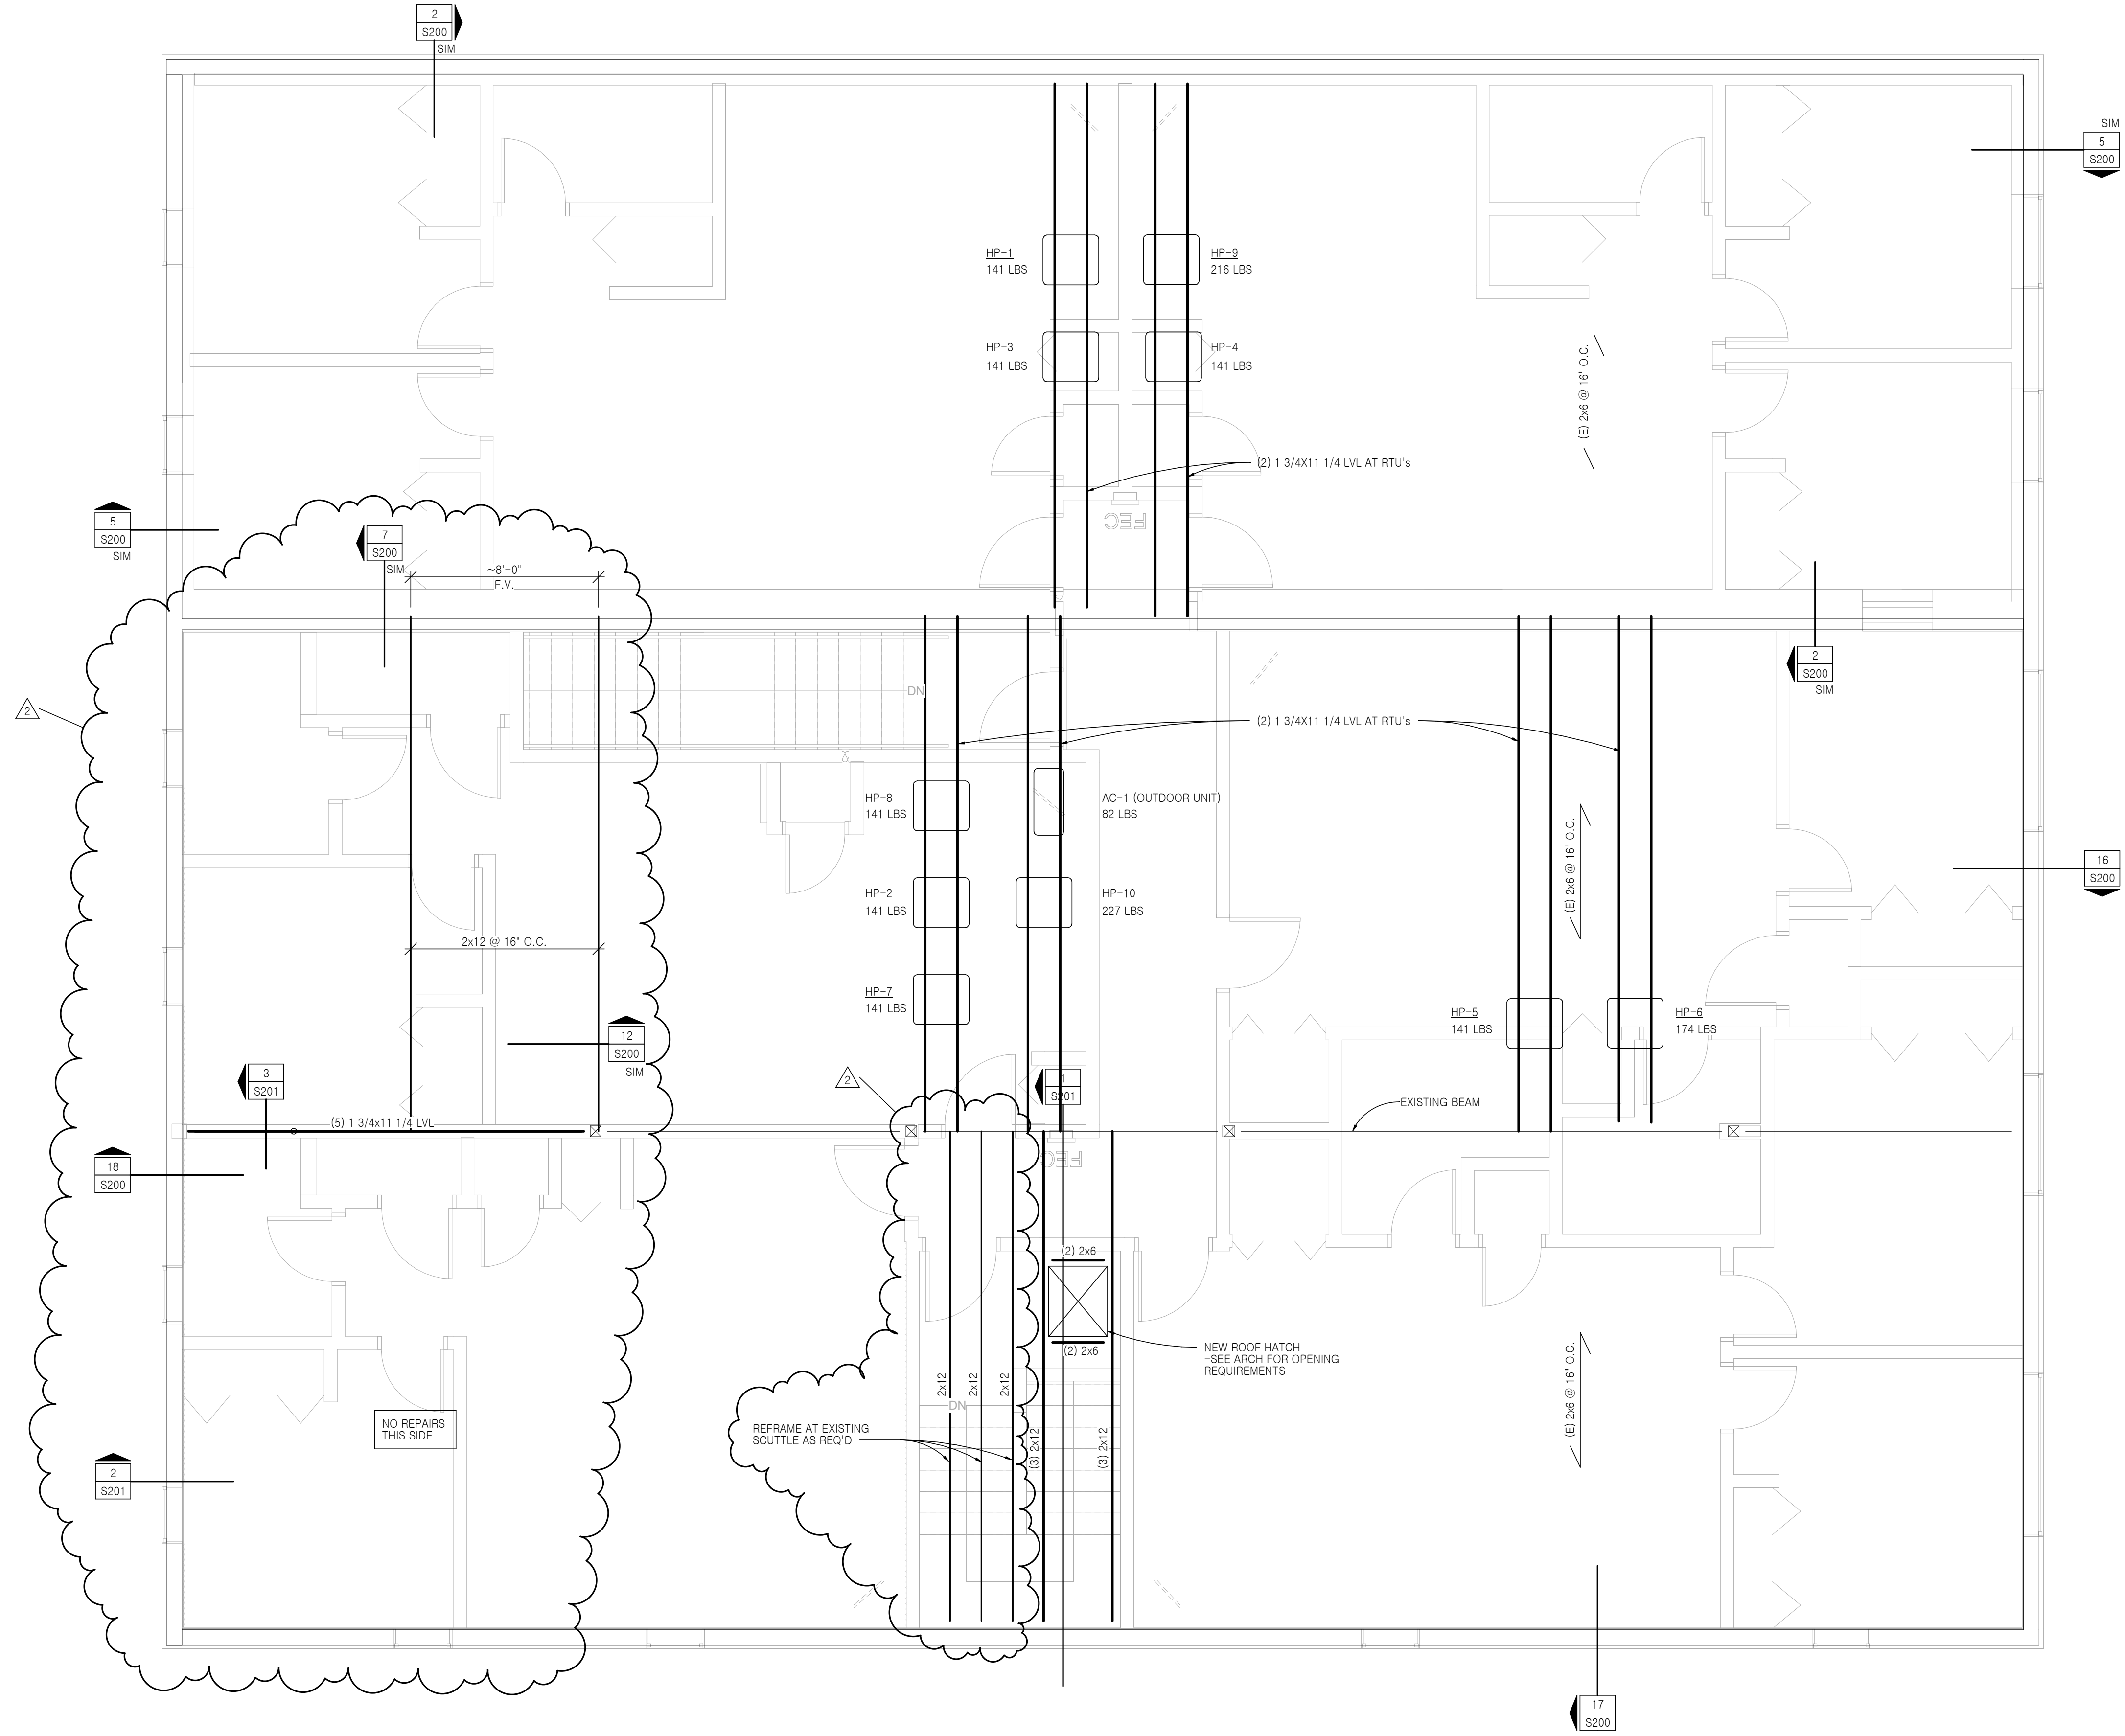 2
S200
SIM
SIM
5
S200
HP-1
141 LBS
HP-9
216 LBS
HP-3
141 LBS
HP-4
141 LBS
(E) 2x6 @ 16" O.C.
(2) 1 3/4X11 1/4 LVL AT RTU's
5
S200
SIM
FEC
7
S200
SIM
~8'-0"
F.V.
2
S200
SIM
2
DN
(2) 1 3/4X11 1/4 LVL AT RTU's
HP-8
141 LBS
AC-1 (OUTDOOR UNIT)
82 LBS
(E) 2x6 @ 16" O.C.
16
S200
HP-2
141 LBS
HP-10
227 LBS
2x12 @ 16" O.C.
HP-7
141 LBS
HP-5
141 LBS
HP-6
174 LBS
12
S200
SIM
3
S201
2
1
S201
EXISTING BEAM
(5) 1 3/4x11 1/4 LVL
18
S200
FEC
(2) 2x6
(2) 2x6
NEW ROOF HATCH
-SEE ARCH FOR OPENING
REQUIREMENTS
2x12
2x12
2x12
DN
(E) 2x6 @ 16" O.C.
NO REPAIRS
THIS SIDE
REFRAME AT EXISTING
SCUTTLE AS REQ'D
(3) 2x12
(3) 2x12
2
S201
17
S200